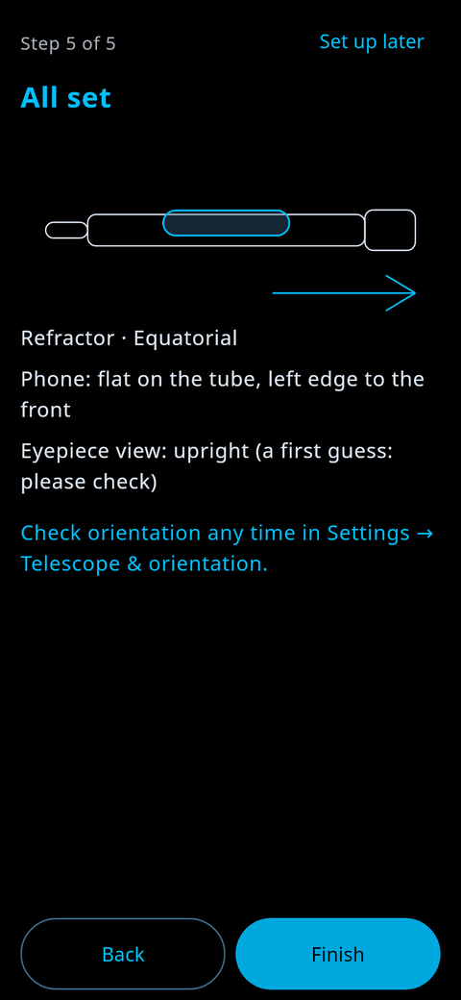 Step 5 of 5
Set up later
All set
Refractor · Equatorial
Phone: flat on the tube, left edge to the
front
Eyepiece view: upright (a first guess:
please check)
Check orientation any time in Settings →
Telescope & orientation.
Back
Finish